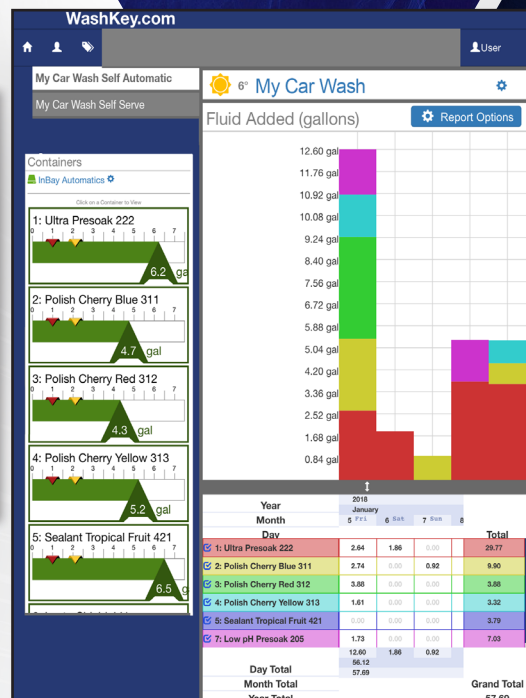 WashKey.com
User
My Car Wash Self Automatic
My Car Wash Self Serve
6° My Car Wash
Fluid Added (gallons)
Report Options
Containers
InBay Automatics
Click on a Container to View
1: Ultra Presoak 222
0 1 2 3 4 5 6 7
6.2 ga
2: Polish Cherry Blue 311
0 1 2 3 4 5 6 7
4.7 gal
3: Polish Cherry Red 312
0 1 2 3 4 5 6 7
4.3 gal
4: Polish Cherry Yellow 313
0 1 2 3 4 5 6 7
5.2 gal
5: Sealant Tropical Fruit 421
0 1 2 3 4 5 6 7
6.5 g
12.60 gal
11.76 gal
10.92 gal
10.08 gal
9.24 gal
8.40 gal
7.56 gal
6.72 gal
5.88 gal
5.04 gal
4.20 gal
3.36 gal
2.52 gal
1.68 gal
0.84 gal
Year 2018
January
Month 5 Fri 6 Sat 7 Sun 8
Day Total
1: Ultra Presoak 222 2.64 1.86 0.00 29.77
2: Polish Cherry Blue 311 2.74 0.00 0.92 9.90
3: Polish Cherry Red 312 3.88 0.00 0.00 3.88
4: Polish Cherry Yellow 313 1.61 0.00 0.00 3.32
5: Sealant Tropical Fruit 421 0.00 0.00 0.00 3.79
7: Low pH Presoak 205 1.73 0.00 0.00 7.03
12.60 1.86 0.92
Day Total 56.12
57.69
Month Total Grand Total
Year Total 57.69